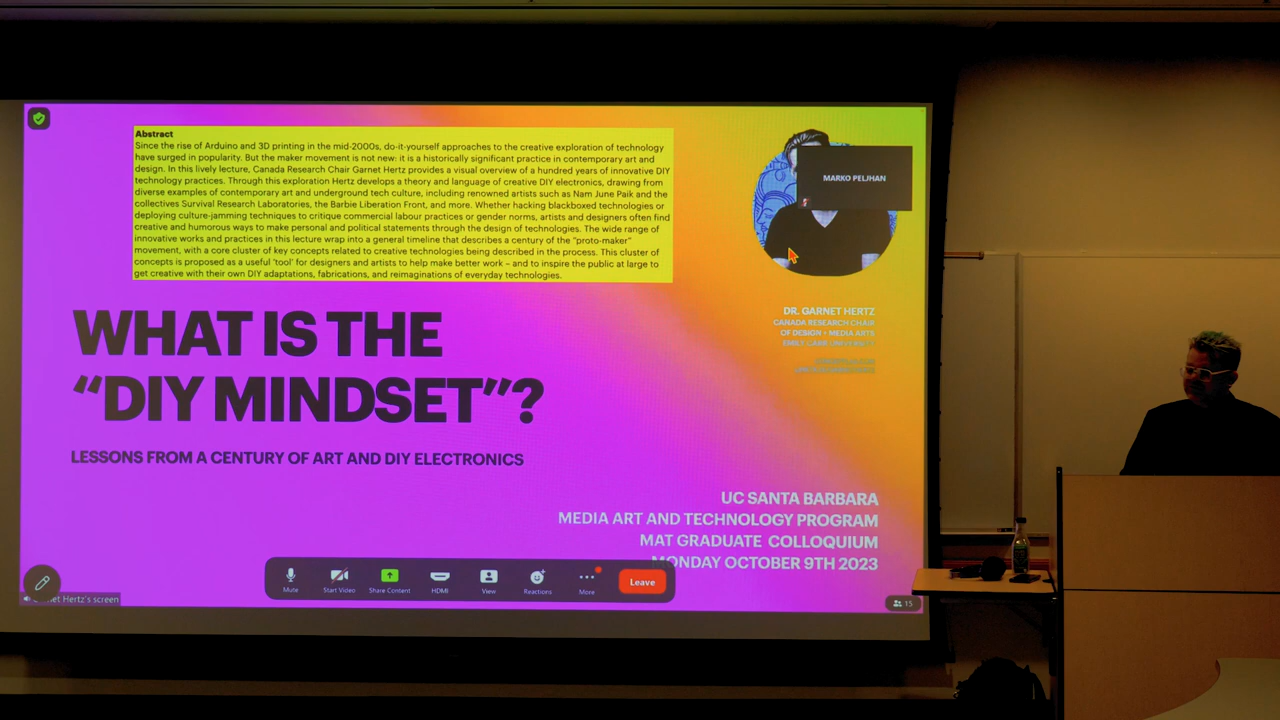 Abstract
Since the rise of Arduino and 3D printing in the mid-2000s, do-it-yourself approaches to the creative exploration of technology
have surged in popularity. But the maker movement is not new: it is a historically significant practice in contemporary art and
design. In this lively lecture, Canada Research Chair Garnet Hertz provides a visual overview of a hundred years of innovative DIY
technology practices. Through this exploration Hertz develops a theory and language of creative DIY electronics, drawing from
diverse examples of contemporary art and underground tech culture, including renowned artists such as Nam June Paik and the
collectives Survival Research Laboratories, the Barbie Liberation Front, and more. Whether hacking blackboxed technologies or
deploying culture-jamming techniques to critique commercial labour practices or gender norms, artists and designers often find
creative and humorous ways to make personal and political statements through the design of technologies. The wide range of
innovative works and practices in this lecture wrap into a general timeline that describes a century of the "proto-maker"
movement, with a core cluster of key concepts related to creative technologies being described in the process. This cluster of
concepts is proposed as a useful 'tool' for designers and artists to help make better work – and to inspire the public at large to
get creative with their own DIY adaptations, fabrications, and reimaginations of everyday technologies.
MARKO PELJHAN
DR. GARNET HERTZ
CANADA RESEARCH CHAIR
OF DESIGN + MEDIA ARTS
EMILY CARR UNIVERSITY
WHAT IS THE
“DIY MINDSET”?
LESSONS FROM A CENTURY OF ART AND DIY ELECTRONICS
UC SANTA BARBARA
MEDIA ART AND TECHNOLOGY PROGRAM
MAT GRADUATE COLLOQUIUM
MONDAY OCTOBER 9TH 2023
Mute
Start Video
Share Content
HDMI
View
Reactions
More
Leave
Hertz's screen
15